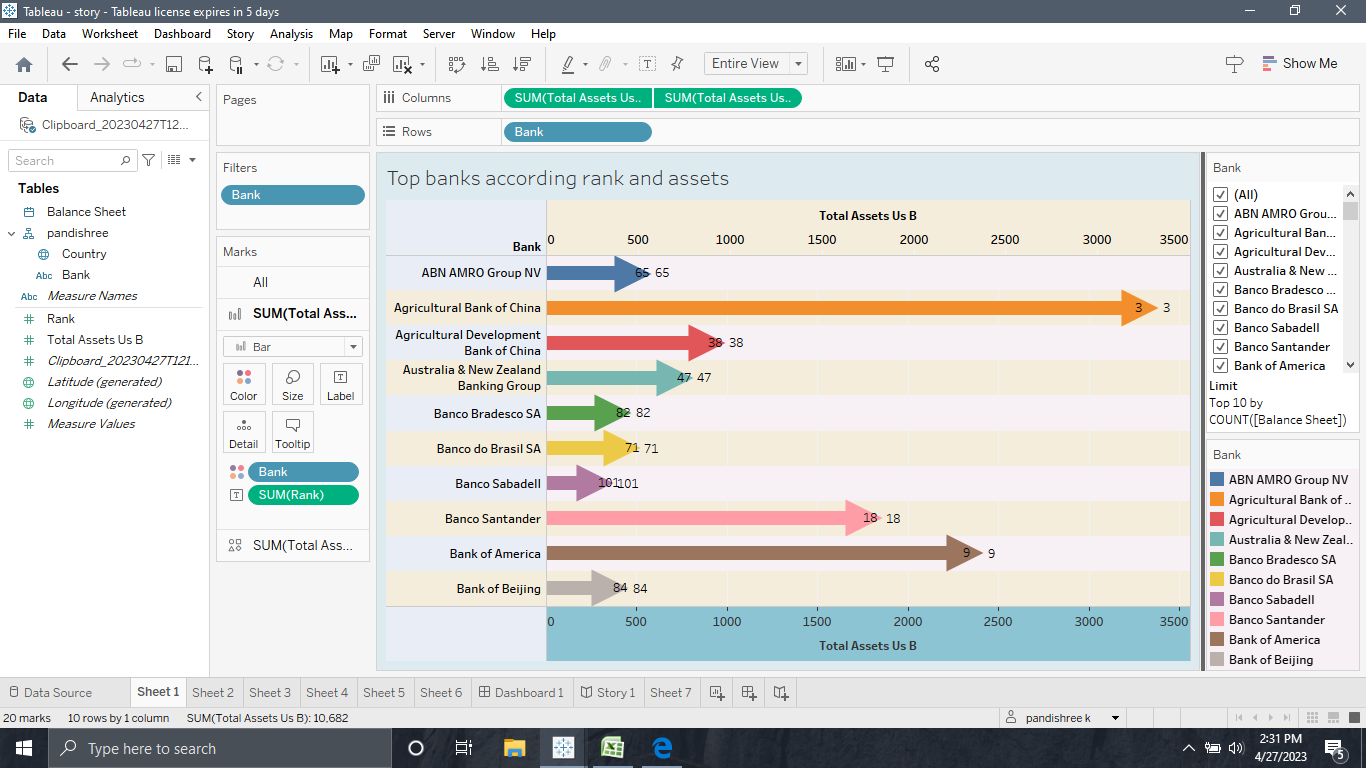 Tableau - story - Tableau license expires in 5 days
File Data Worksheet Dashboard Story Analysis Map Format Server Window Help
Entire View
Show Me
Data Analytics
Clipboard_20230427T12...
Search
Tables
Balance Sheet
pandishree
Country
Abc Bank
Abc Measure Names
Rank
Total Assets Us B
Clipboard_20230427T121...
Latitude (generated)
Longitude (generated)
Measure Values
Pages
Filters
Bank
Marks
All
SUM(Total Ass...
Bar
Color Size Label
Detail Tooltip
Bank
SUM(Rank)
SUM(Total Ass...
Columns SUM(Total Assets Us.. SUM(Total Assets Us..
Rows Bank
Top banks according rank and assets
Total Assets Us B
Bank 0 500 1000 1500 2000 2500 3000 3500
ABN AMRO Group NV 65 65
Agricultural Bank of China 3 3
Agricultural Development
Bank of China 38 38
Australia & New Zealand
Banking Group 47 47
Banco Bradesco SA 82 82
Banco do Brasil SA 71 71
Banco Sabadell 101 101
Banco Santander 18 18
Bank of America 9 9
Bank of Beijing 84 84
0 500 1000 1500 2000 2500 3000 3500
Total Assets Us B
Bank
(All)
ABN AMRO Grou...
Agricultural Ban...
Agricultural Dev...
Australia & New ...
Banco Bradesco ...
Banco do Brasil SA
Banco Sabadell
Banco Santander
Bank of America
Limit
Top 10 by
COUNT([Balance Sheet])
Bank
ABN AMRO Group NV
Agricultural Bank of ..
Agricultural Develop..
Australia & New Zeal..
Banco Bradesco SA
Banco do Brasil SA
Banco Sabadell
Banco Santander
Bank of America
Bank of Beijing
Data Source Sheet 1 Sheet 2 Sheet 3 Sheet 4 Sheet 5 Sheet 6 Dashboard 1 Story 1 Sheet 7
20 marks 10 rows by 1 column SUM(Total Assets Us B): 10,682 pandishree k
Type here to search
2:31 PM
4/27/2023
5